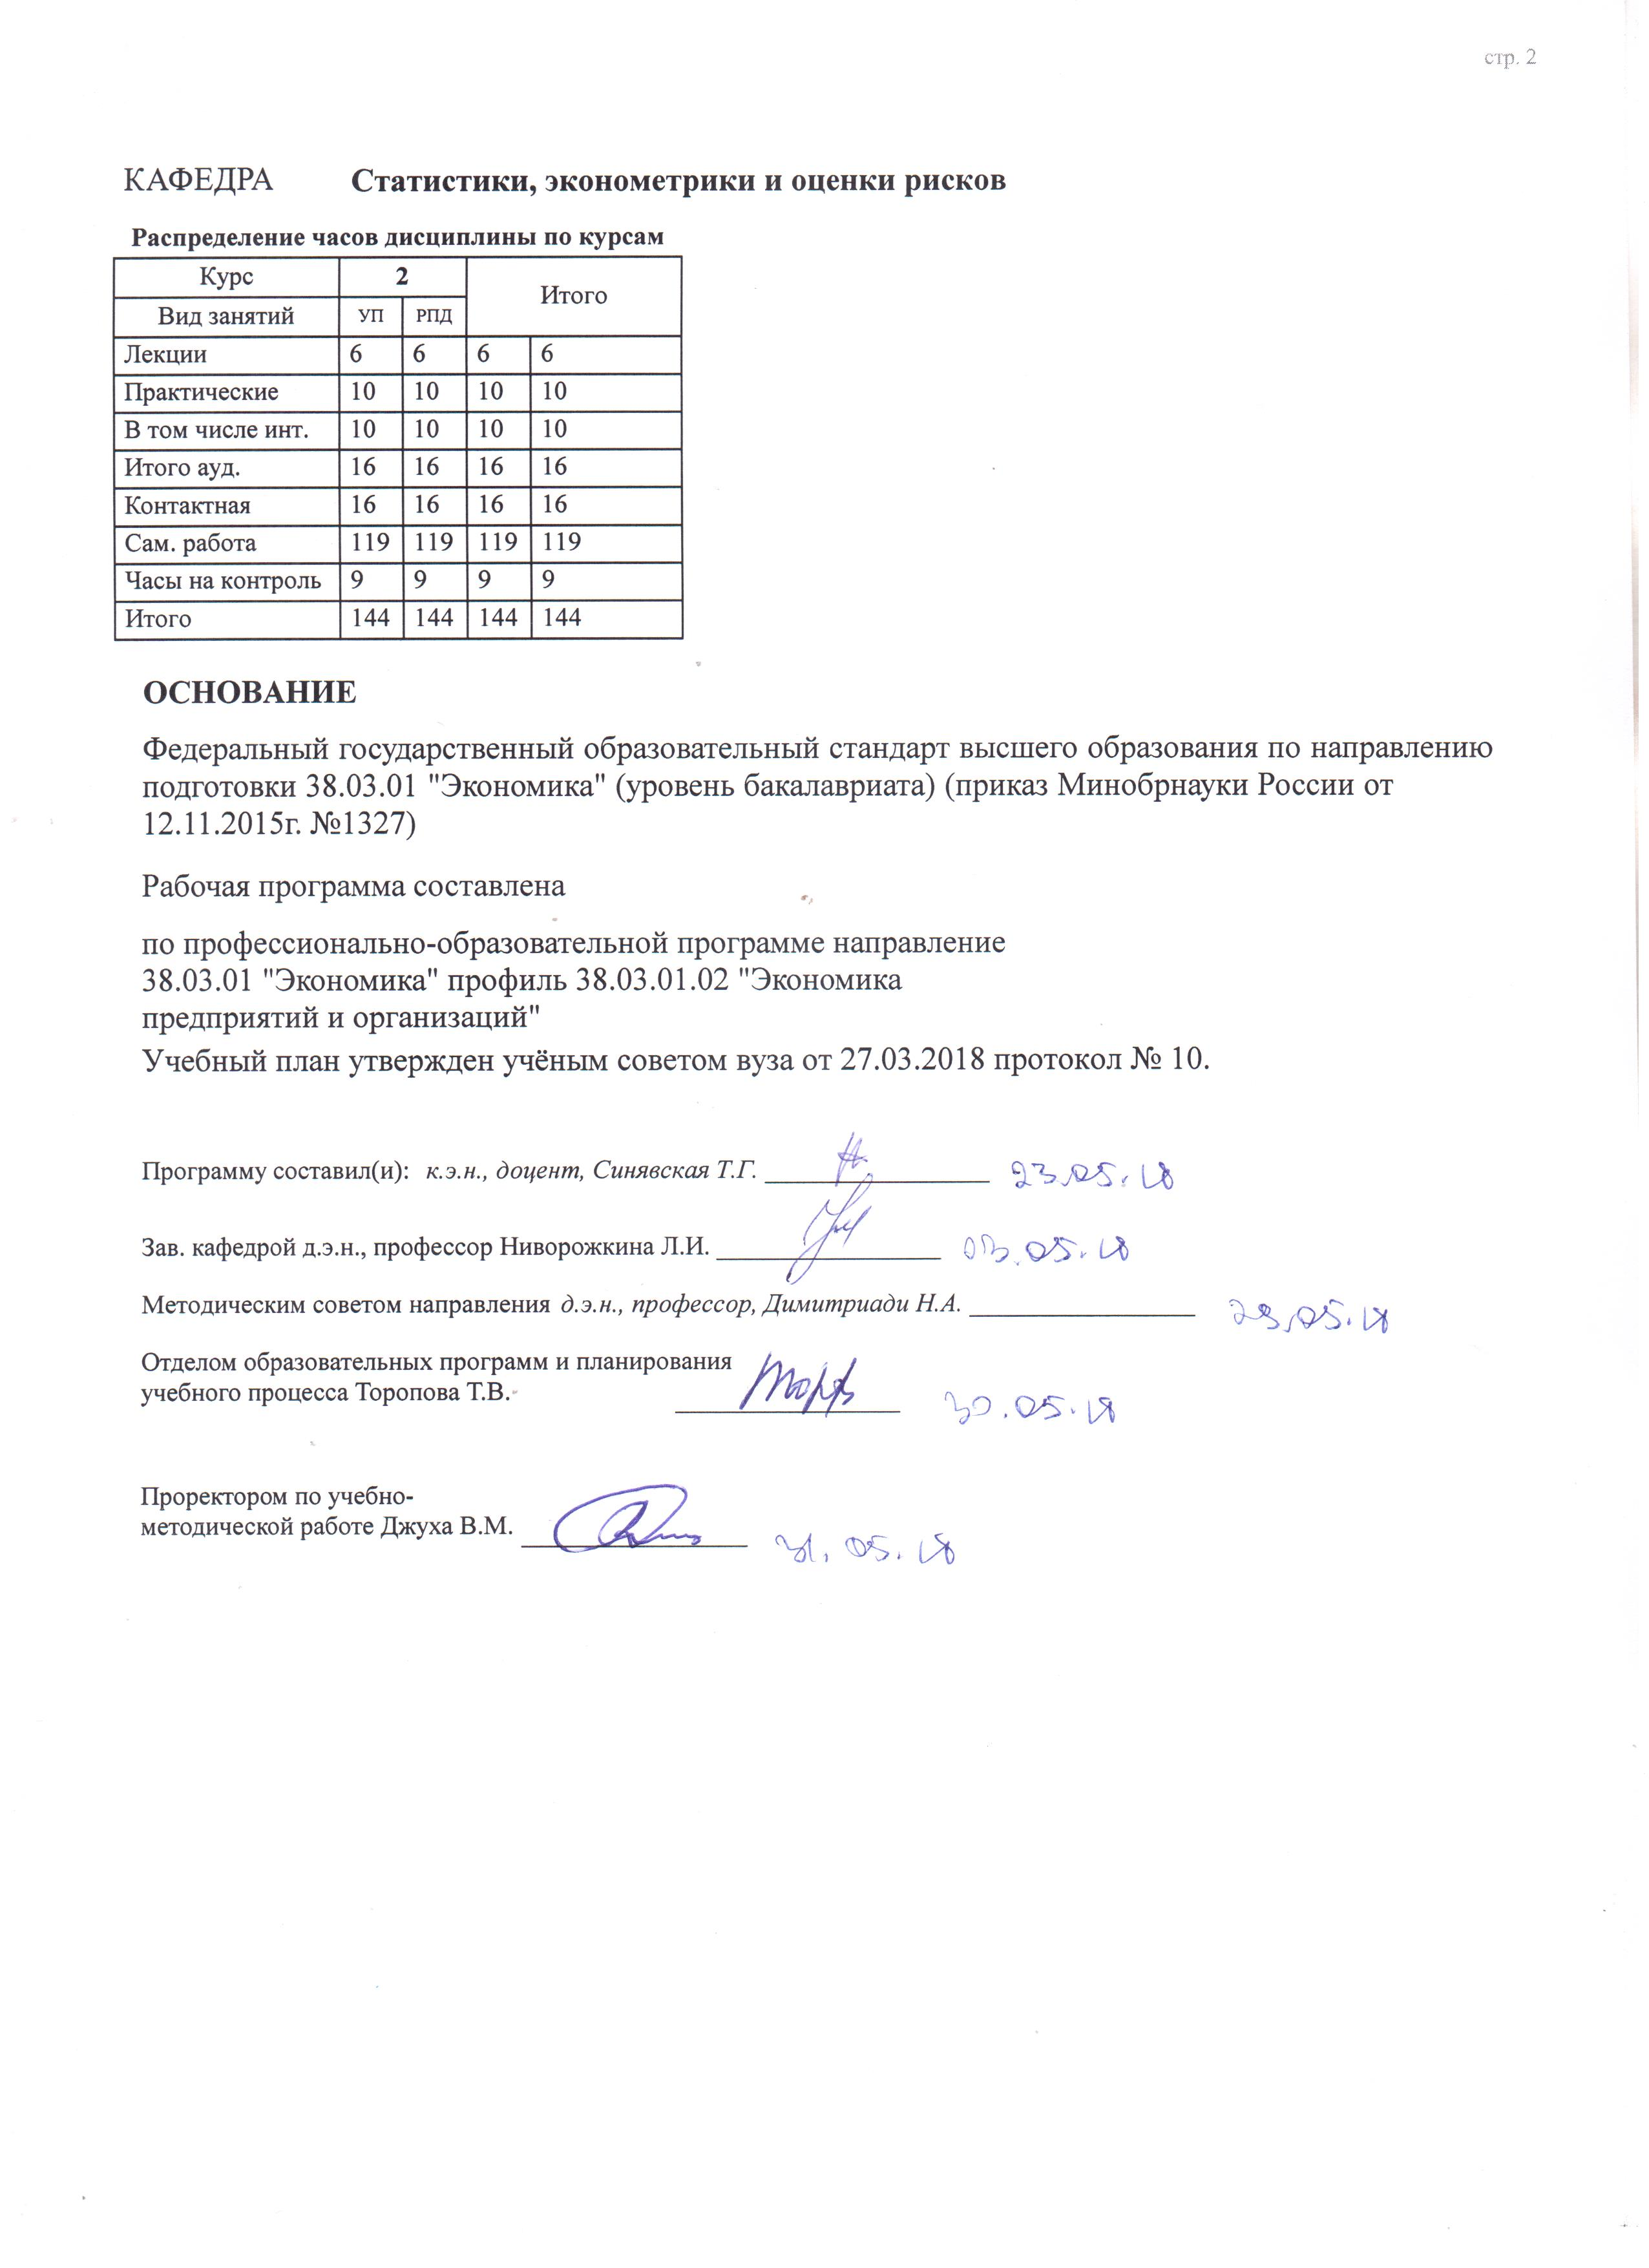 стр. 2
КАФЕДРА Статистики, эконометрики и оценки рисков
Распределение часов дисциплины по курсам
Курс 2 Итого
Вид занятий УП РПД
Лекции 6 6 6 6
Практические 10 10 10 10
В том числе инт. 10 10 10 10
Итого ауд. 16 16 16 16
Контактная 16 16 16 16
Сам. работа 119 119 119 119
Часы на контроль 9 9 9 9
Итого 144 144 144 144
ОСНОВАНИЕ
Федеральный государственный образовательный стандарт высшего образования по направлению
подготовки 38.03.01 "Экономика" (уровень бакалавриата) (приказ Минобрнауки России от
12.11.2015г. №1327)
Рабочая программа составлена
по профессионально-образовательной программе направление
38.03.01 "Экономика" профиль 38.03.01.02 "Экономика
предприятий и организаций"
Учебный план утвержден учёным советом вуза от 27.03.2018 протокол № 10.
Программу составил(и): к.э.н., доцент, Синявская Т.Г. 23.05.18
Зав. кафедрой д.э.н., профессор Ниворожкина Л.И.
Методическим советом направления д.э.н., профессор, Димитриади Н.А.
Отделом образовательных программ и планирования
учебного процесса Торопова Т.В. 30.05.18
Проректором по учебно-
методической работе Джуха В.М. 31.05.18